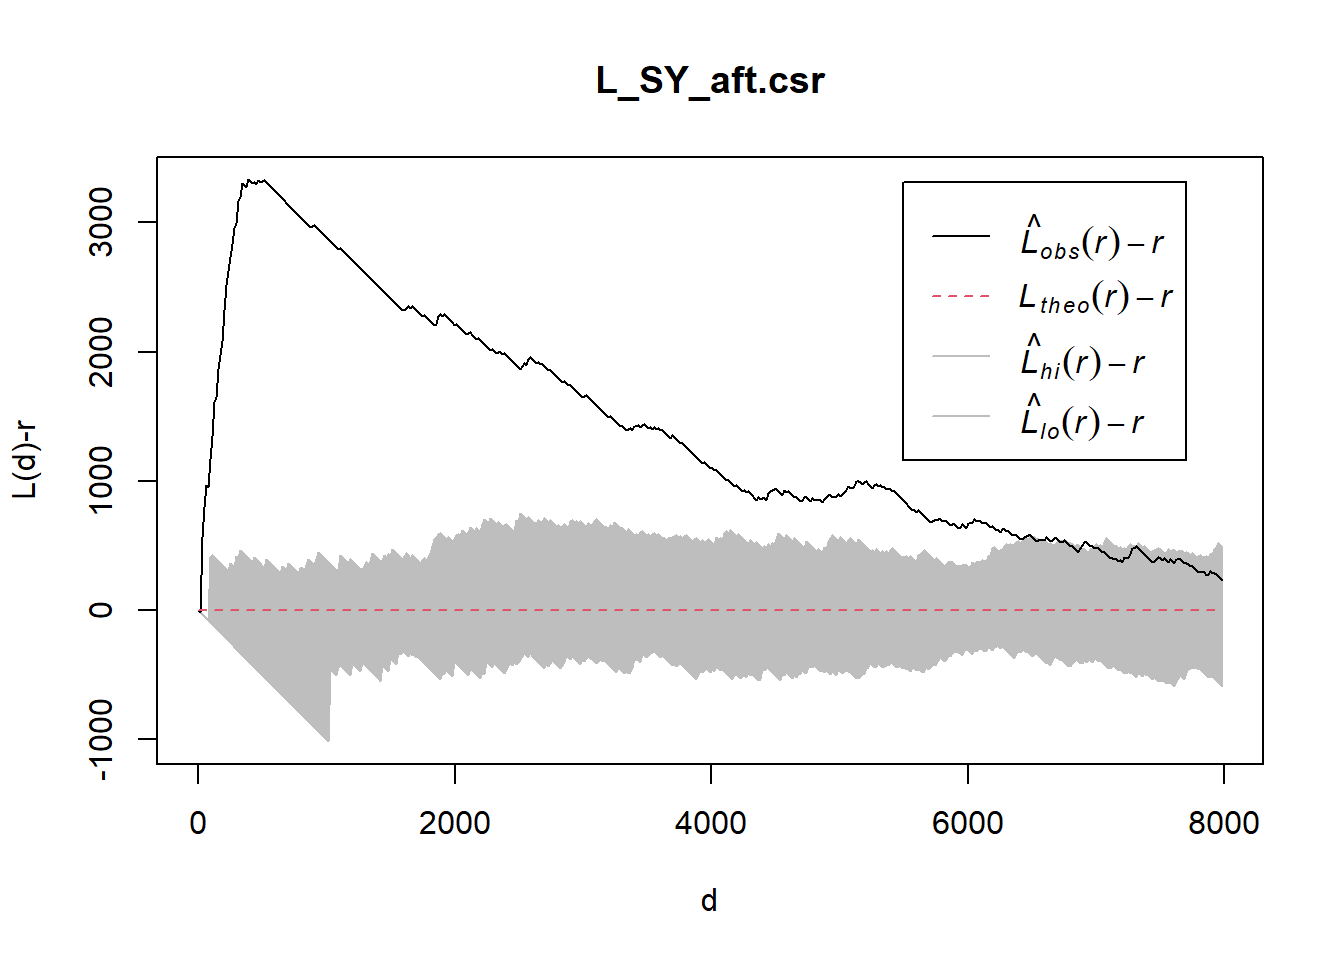 L_SY_aft.csr
L(d)-r
3000
2000
1000
0
-1000
L̂obs(r) – r
Ltheo(r) – r
L̂hi(r) – r
L̂lo(r) – r
0 2000 4000 6000 8000
d